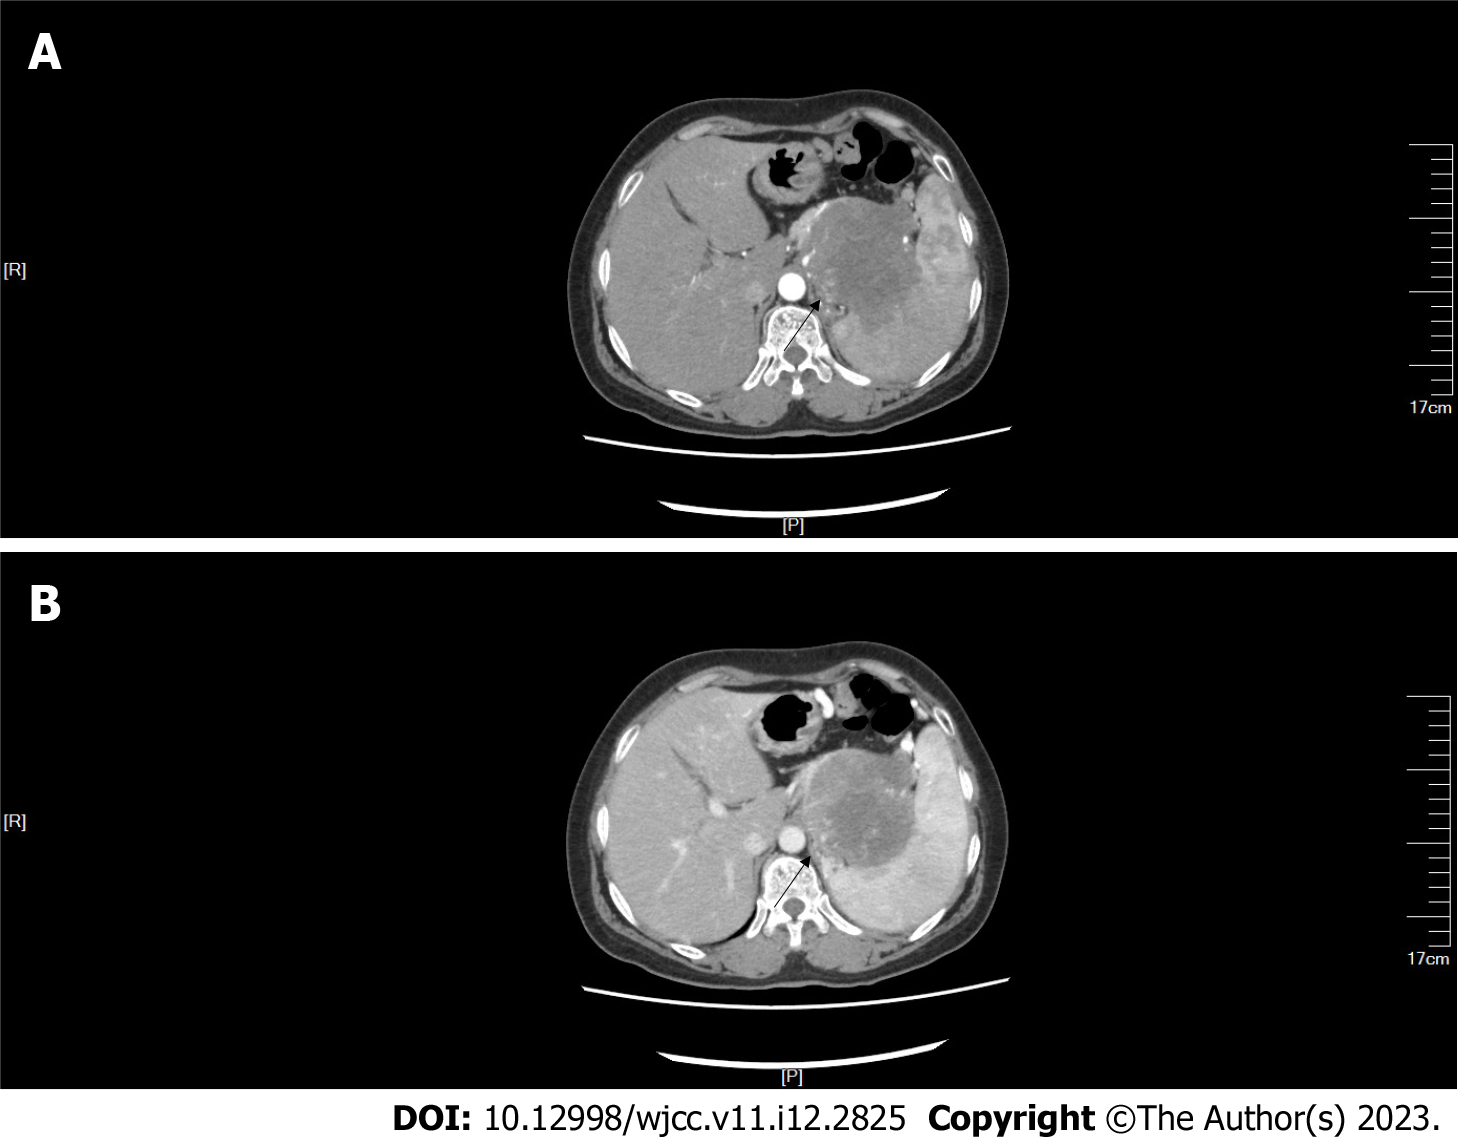 A
[R]
17cm
[P]
B
[R]
17cm
[P]
DOI: 10.12998/wjcc.v11.i12.2825 Copyright ©The Author(s) 2023.